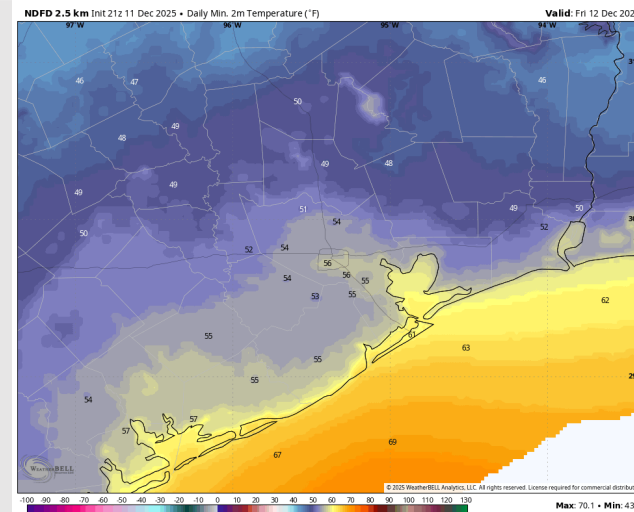 NDFD 2.5 km Init 21z 11 Dec 2025 • Daily Min. 2m Temperature (°F)
Valid: Fri 12 Dec 202
97°W 96°W 95°W 94°W
46 47 50 46
48 49
49 48
49 49
51 49 50
50 54 52
52 54
56
54 56 55
53 55 62
55 61
63
55
55
54
57 57
67 69
WEATHERBELL
© 2025 WeatherBELL Analytics, LLC. All rights reserved. License required for commercial distribut
-100 -90 -80 -70 -60 -50 -40 -30 -20 -10 0 10 20 30 40 50 60 70 80 90 100 110 120 130
Max: 70.1 • Min: 43